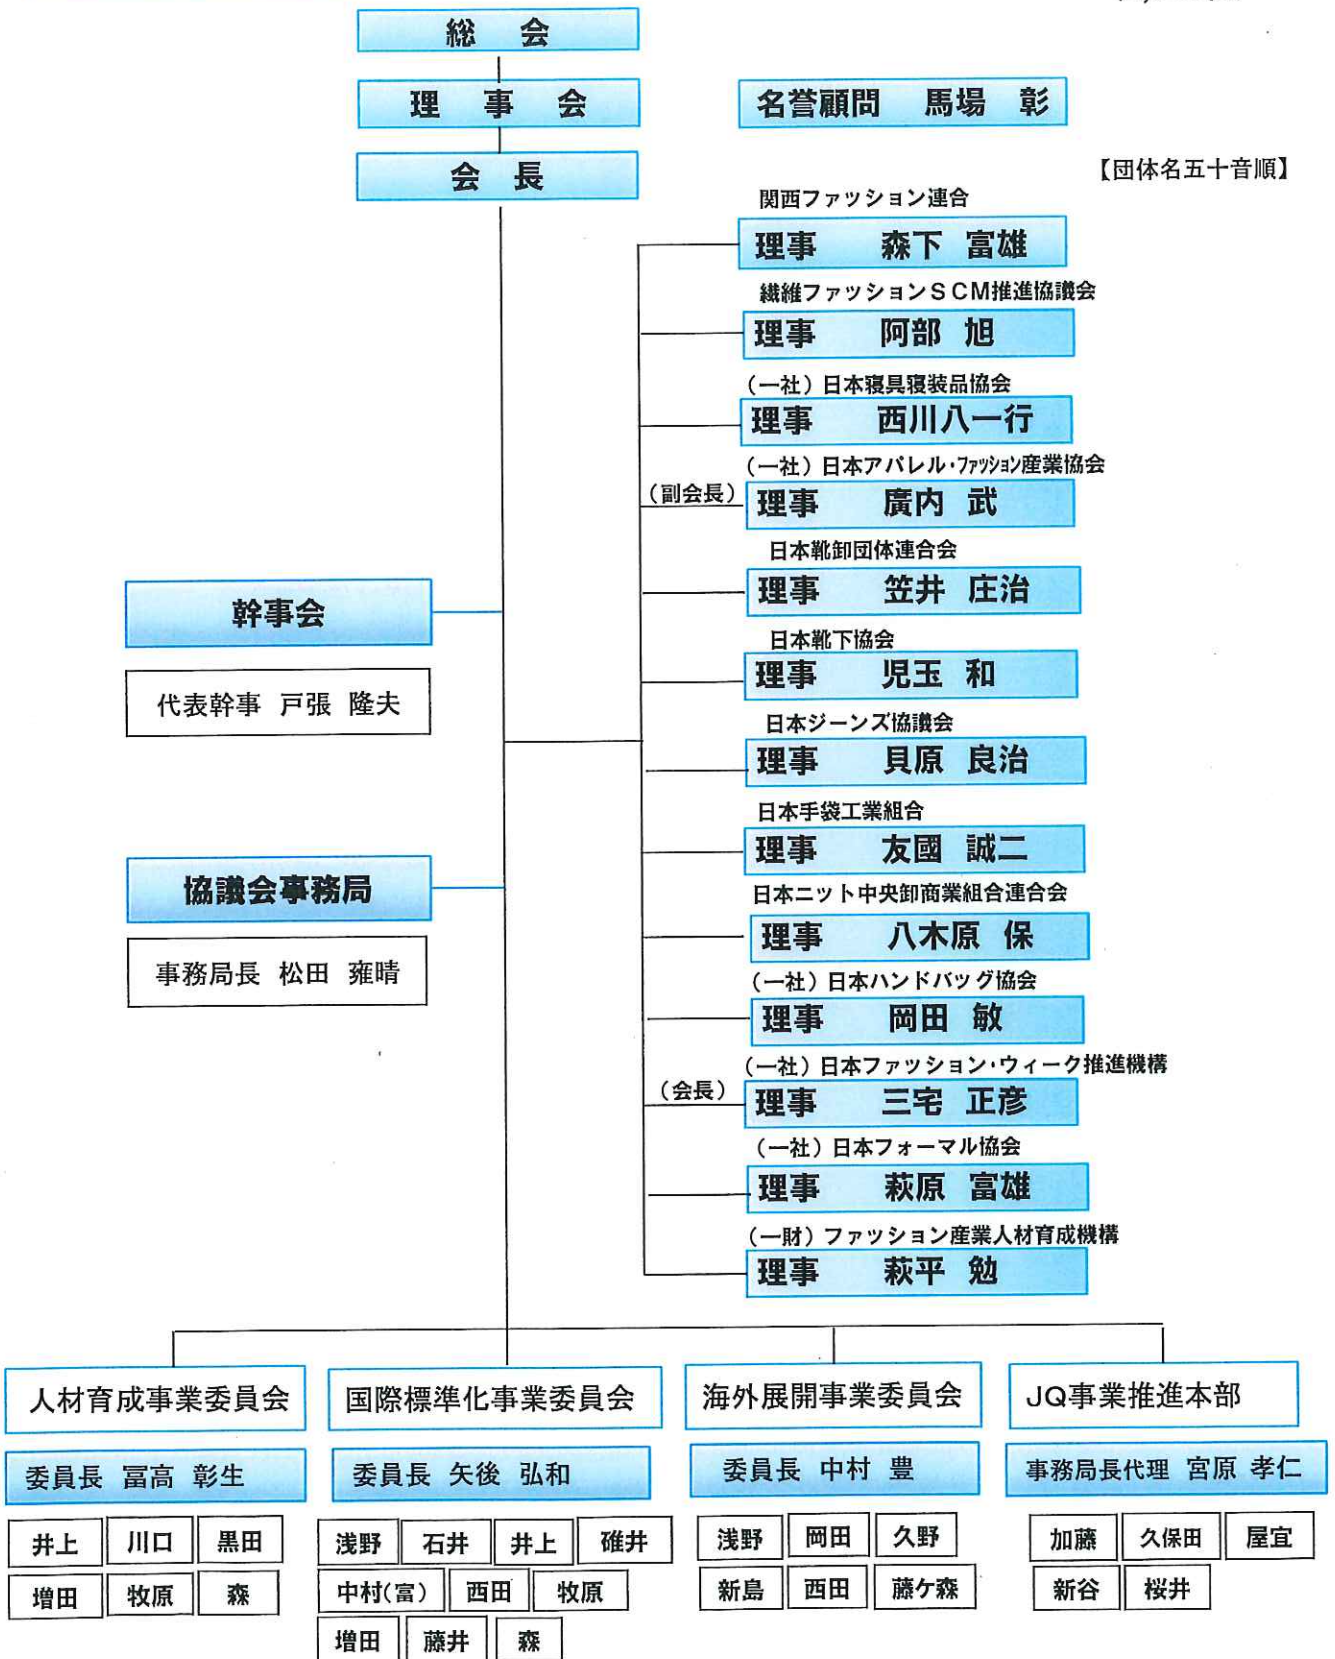 総 会
理 事 会
名誉顧問 馬場 彰
会 長
【団体名五十音順】
関西ファッション連合
理事 森下 富雄
繊維ファッションSCM推進協議会
理事 阿部 旭
(一社)日本寝具寝装品協会
理事 西川八一行
(一社)日本アパレル・ファッション産業協会
(副会長)
理事 廣内 武
日本靴卸団体連合会
理事 笠井 庄治
日本靴下協会
理事 児玉 和
日本ジーンズ協議会
理事 貝原 良治
日本手袋工業組合
理事 友國 誠二
日本ニット中央卸商業組合連合会
理事 八木原 保
(一社)日本ハンドバッグ協会
理事 岡田 敏
(一社)日本ファッション・ウィーク推進機構
(会長)
理事 三宅 正彦
(一社)日本フォーマル協会
理事 萩原 富雄
(一財)ファッション産業人材育成機構
理事 萩平 勉
幹事会
代表幹事 戸張 隆夫
協議会事務局
事務局長 松田 雍晴
人材育成事業委員会
委員長 冨高 彰生
井上 川口 黒田
増田 牧原 森
国際標準化事業委員会
委員長 矢後 弘和
浅野 石井 井上 碓井
中村(富) 西田 牧原
増田 藤井 森
海外展開事業委員会
委員長 中村 豊
浅野 岡田 久野
新島 西田 藤ケ森
JQ事業推進本部
事務局長代理 宮原 孝仁
加藤 久保田 屋宜
新谷 桜井